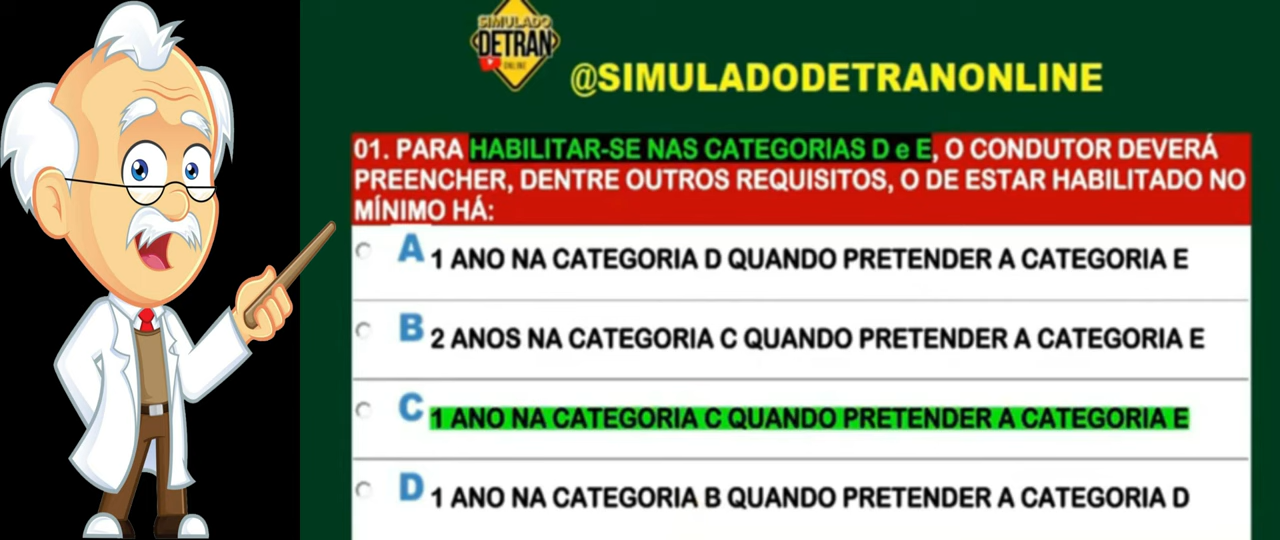 SIMULADO
DETRAN
ONLINE
@SIMULADODETRANONLINE
01. PARA HABILITAR-SE NAS CATEGORIAS D e E, O CONDUTOR DEVERÁ
PREENCHER, DENTRE OUTROS REQUISITOS, O DE ESTAR HABILITADO NO
MÍNIMO HÁ:
A 1 ANO NA CATEGORIA D QUANDO PRETENDER A CATEGORIA E
B 2 ANOS NA CATEGORIA C QUANDO PRETENDER A CATEGORIA E
C 1 ANO NA CATEGORIA C QUANDO PRETENDER A CATEGORIA E
D 1 ANO NA CATEGORIA B QUANDO PRETENDER A CATEGORIA D